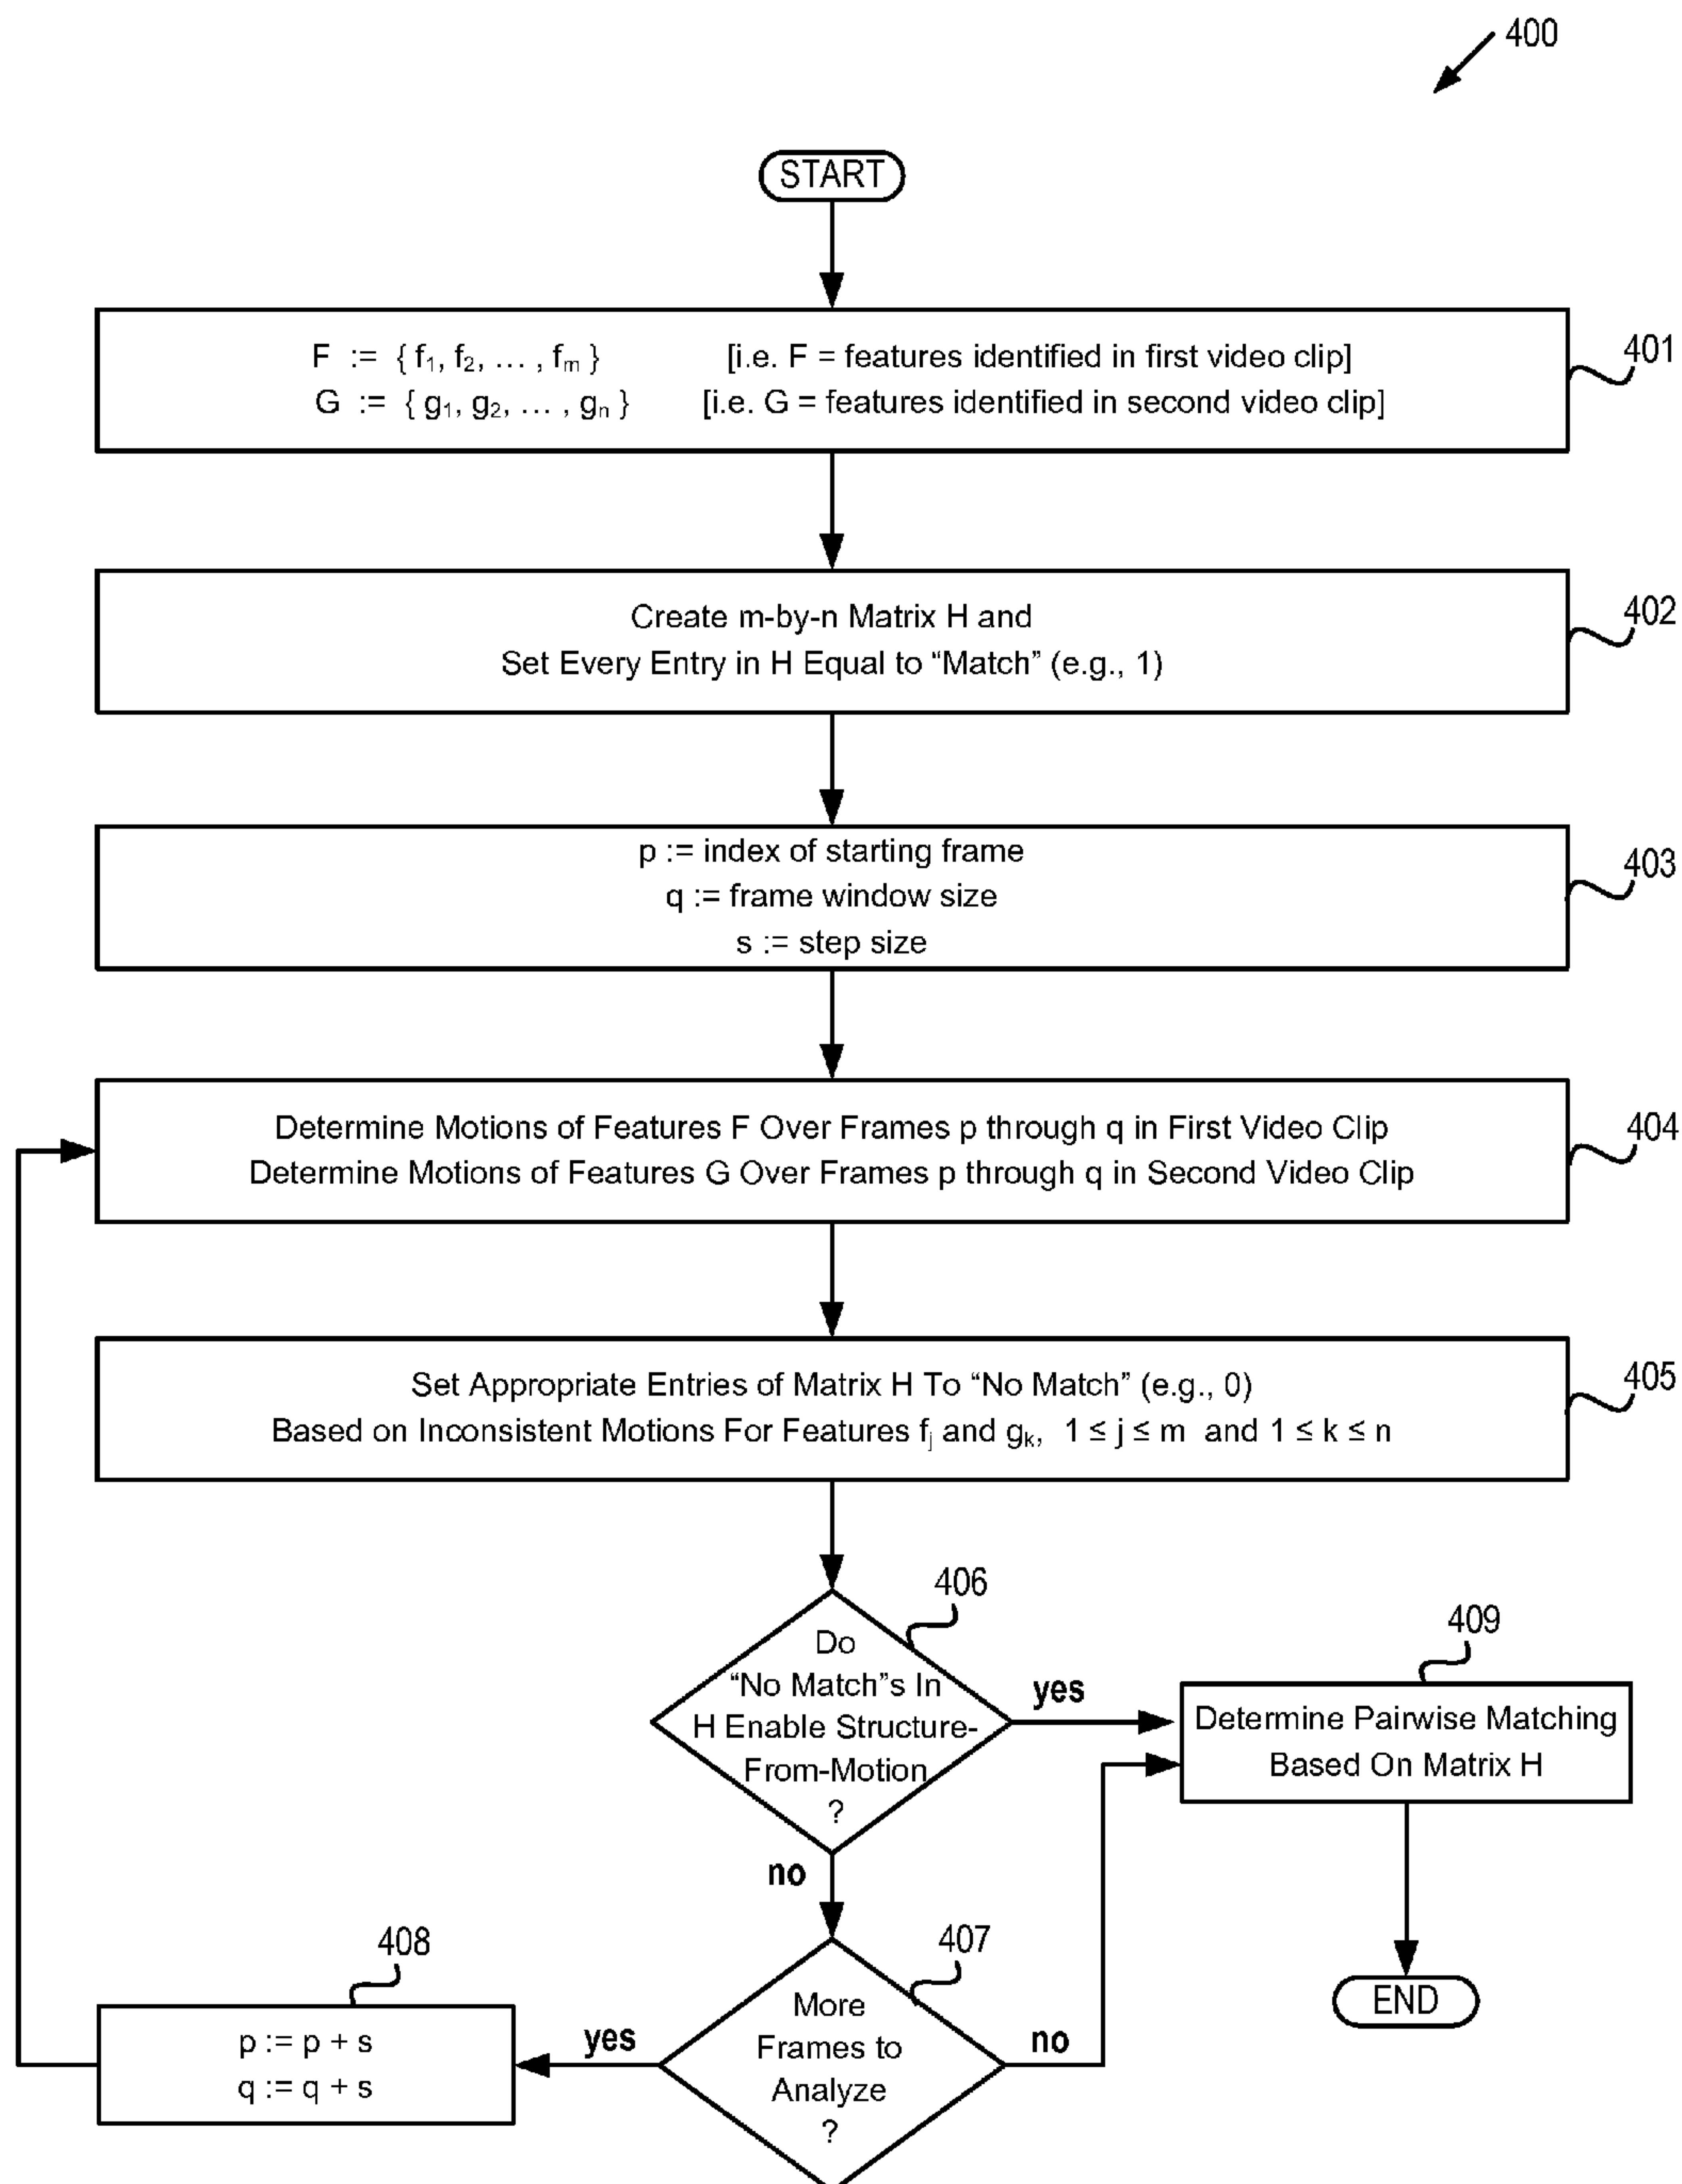 400
START
F := { f₁, f₂, … , fₘ } [i.e. F = features identified in first video clip]
G := { g₁, g₂, … , gₙ } [i.e. G = features identified in second video clip]
401
Create m-by-n Matrix H and
Set Every Entry in H Equal to “Match” (e.g., 1)
402
p := index of starting frame
q := frame window size
s := step size
403
Determine Motions of Features F Over Frames p through q in First Video Clip
Determine Motions of Features G Over Frames p through q in Second Video Clip
404
Set Appropriate Entries of Matrix H To “No Match” (e.g., 0)
Based on Inconsistent Motions For Features fⱼ and gₖ, 1 ≤ j ≤ m and 1 ≤ k ≤ n
405
406
Do
“No Match”s In
H Enable Structure-
From-Motion
?
yes
no
409
Determine Pairwise Matching
Based On Matrix H
407
More
Frames to
Analyze
?
yes
no
408
p := p + s
q := q + s
END